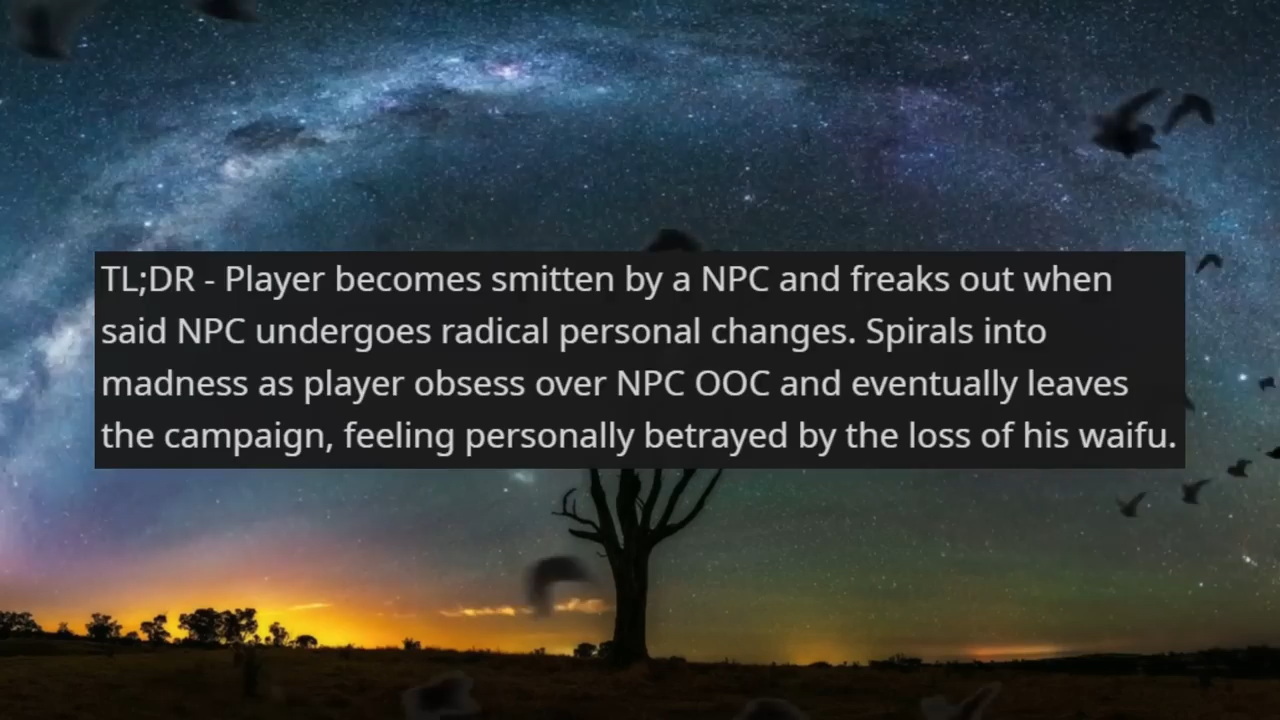 TL;DR - Player becomes smitten by a NPC and freaks out when
said NPC undergoes radical personal changes. Spirals into
madness as player obsess over NPC OOC and eventually leaves
the campaign, feeling personally betrayed by the loss of his waifu.